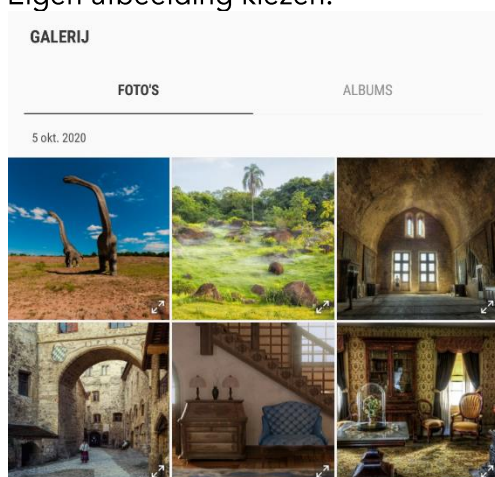 Eigen afbeelding kiezen:
GALERIJ
FOTO'S
ALBUMS
5 okt. 2020